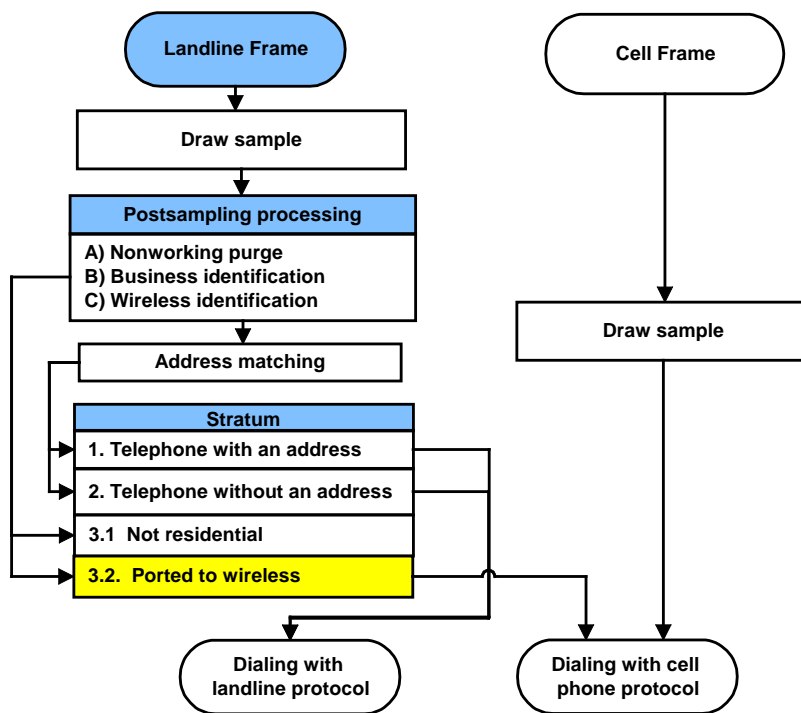 Landline Frame
Cell Frame
Draw sample
Postsampling processing
A) Nonworking purge
B) Business identification
C) Wireless identification
Draw sample
Address matching
Stratum
1. Telephone with an address
2. Telephone without an address
3.1 Not residential
3.2. Ported to wireless
Dialing with
landline protocol
Dialing with cell
phone protocol